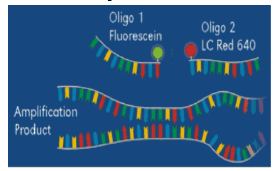 Oligo 1
Fluorescein
Oligo 2
LC Red 640
Amplification
Product